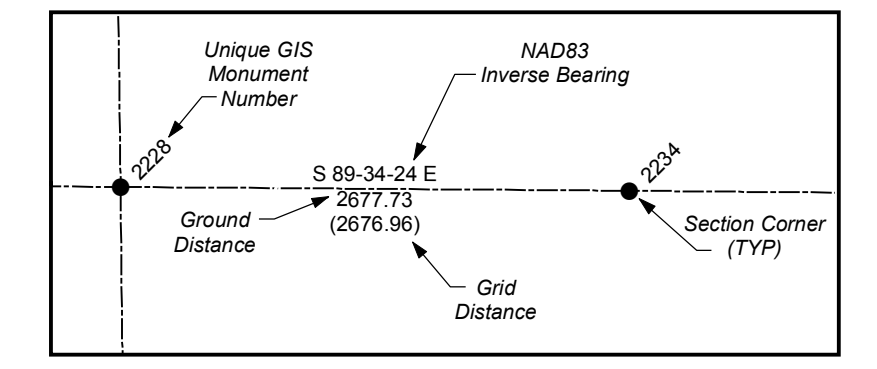 Unique GIS
Monument
Number
NAD83
Inverse Bearing
2228
S 89-34-24 E
2234
2677.73
(2676.96)
Ground
Distance
Section Corner
(TYP)
Grid
Distance